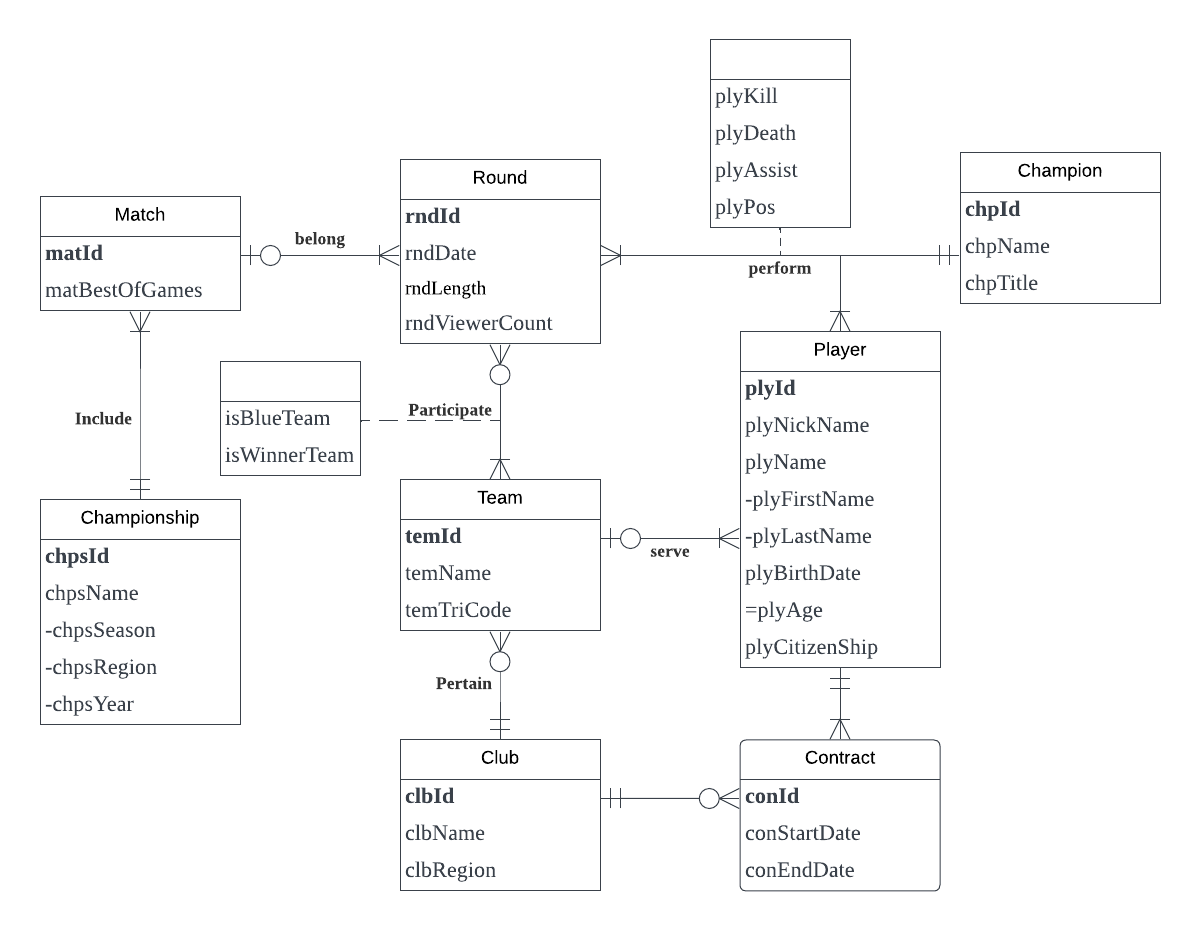 plyKill
plyDeath
plyAssist
plyPos
Champion
chpId
chpName
chpTitle
Round
rndId
rndDate
rndLength
rndViewerCount
Match
matId
matBestOfGames
belong
perform
Player
plyId
plyNickName
plyName
-plyFirstName
-plyLastName
plyBirthDate
=plyAge
plyCitizenShip
isBlueTeam
isWinnerTeam
Participate
Include
Team
temId
temName
temTriCode
serve
Championship
chpsId
chpsName
-chpsSeason
-chpsRegion
-chpsYear
Pertain
Club
clbId
clbName
clbRegion
Contract
conId
conStartDate
conEndDate